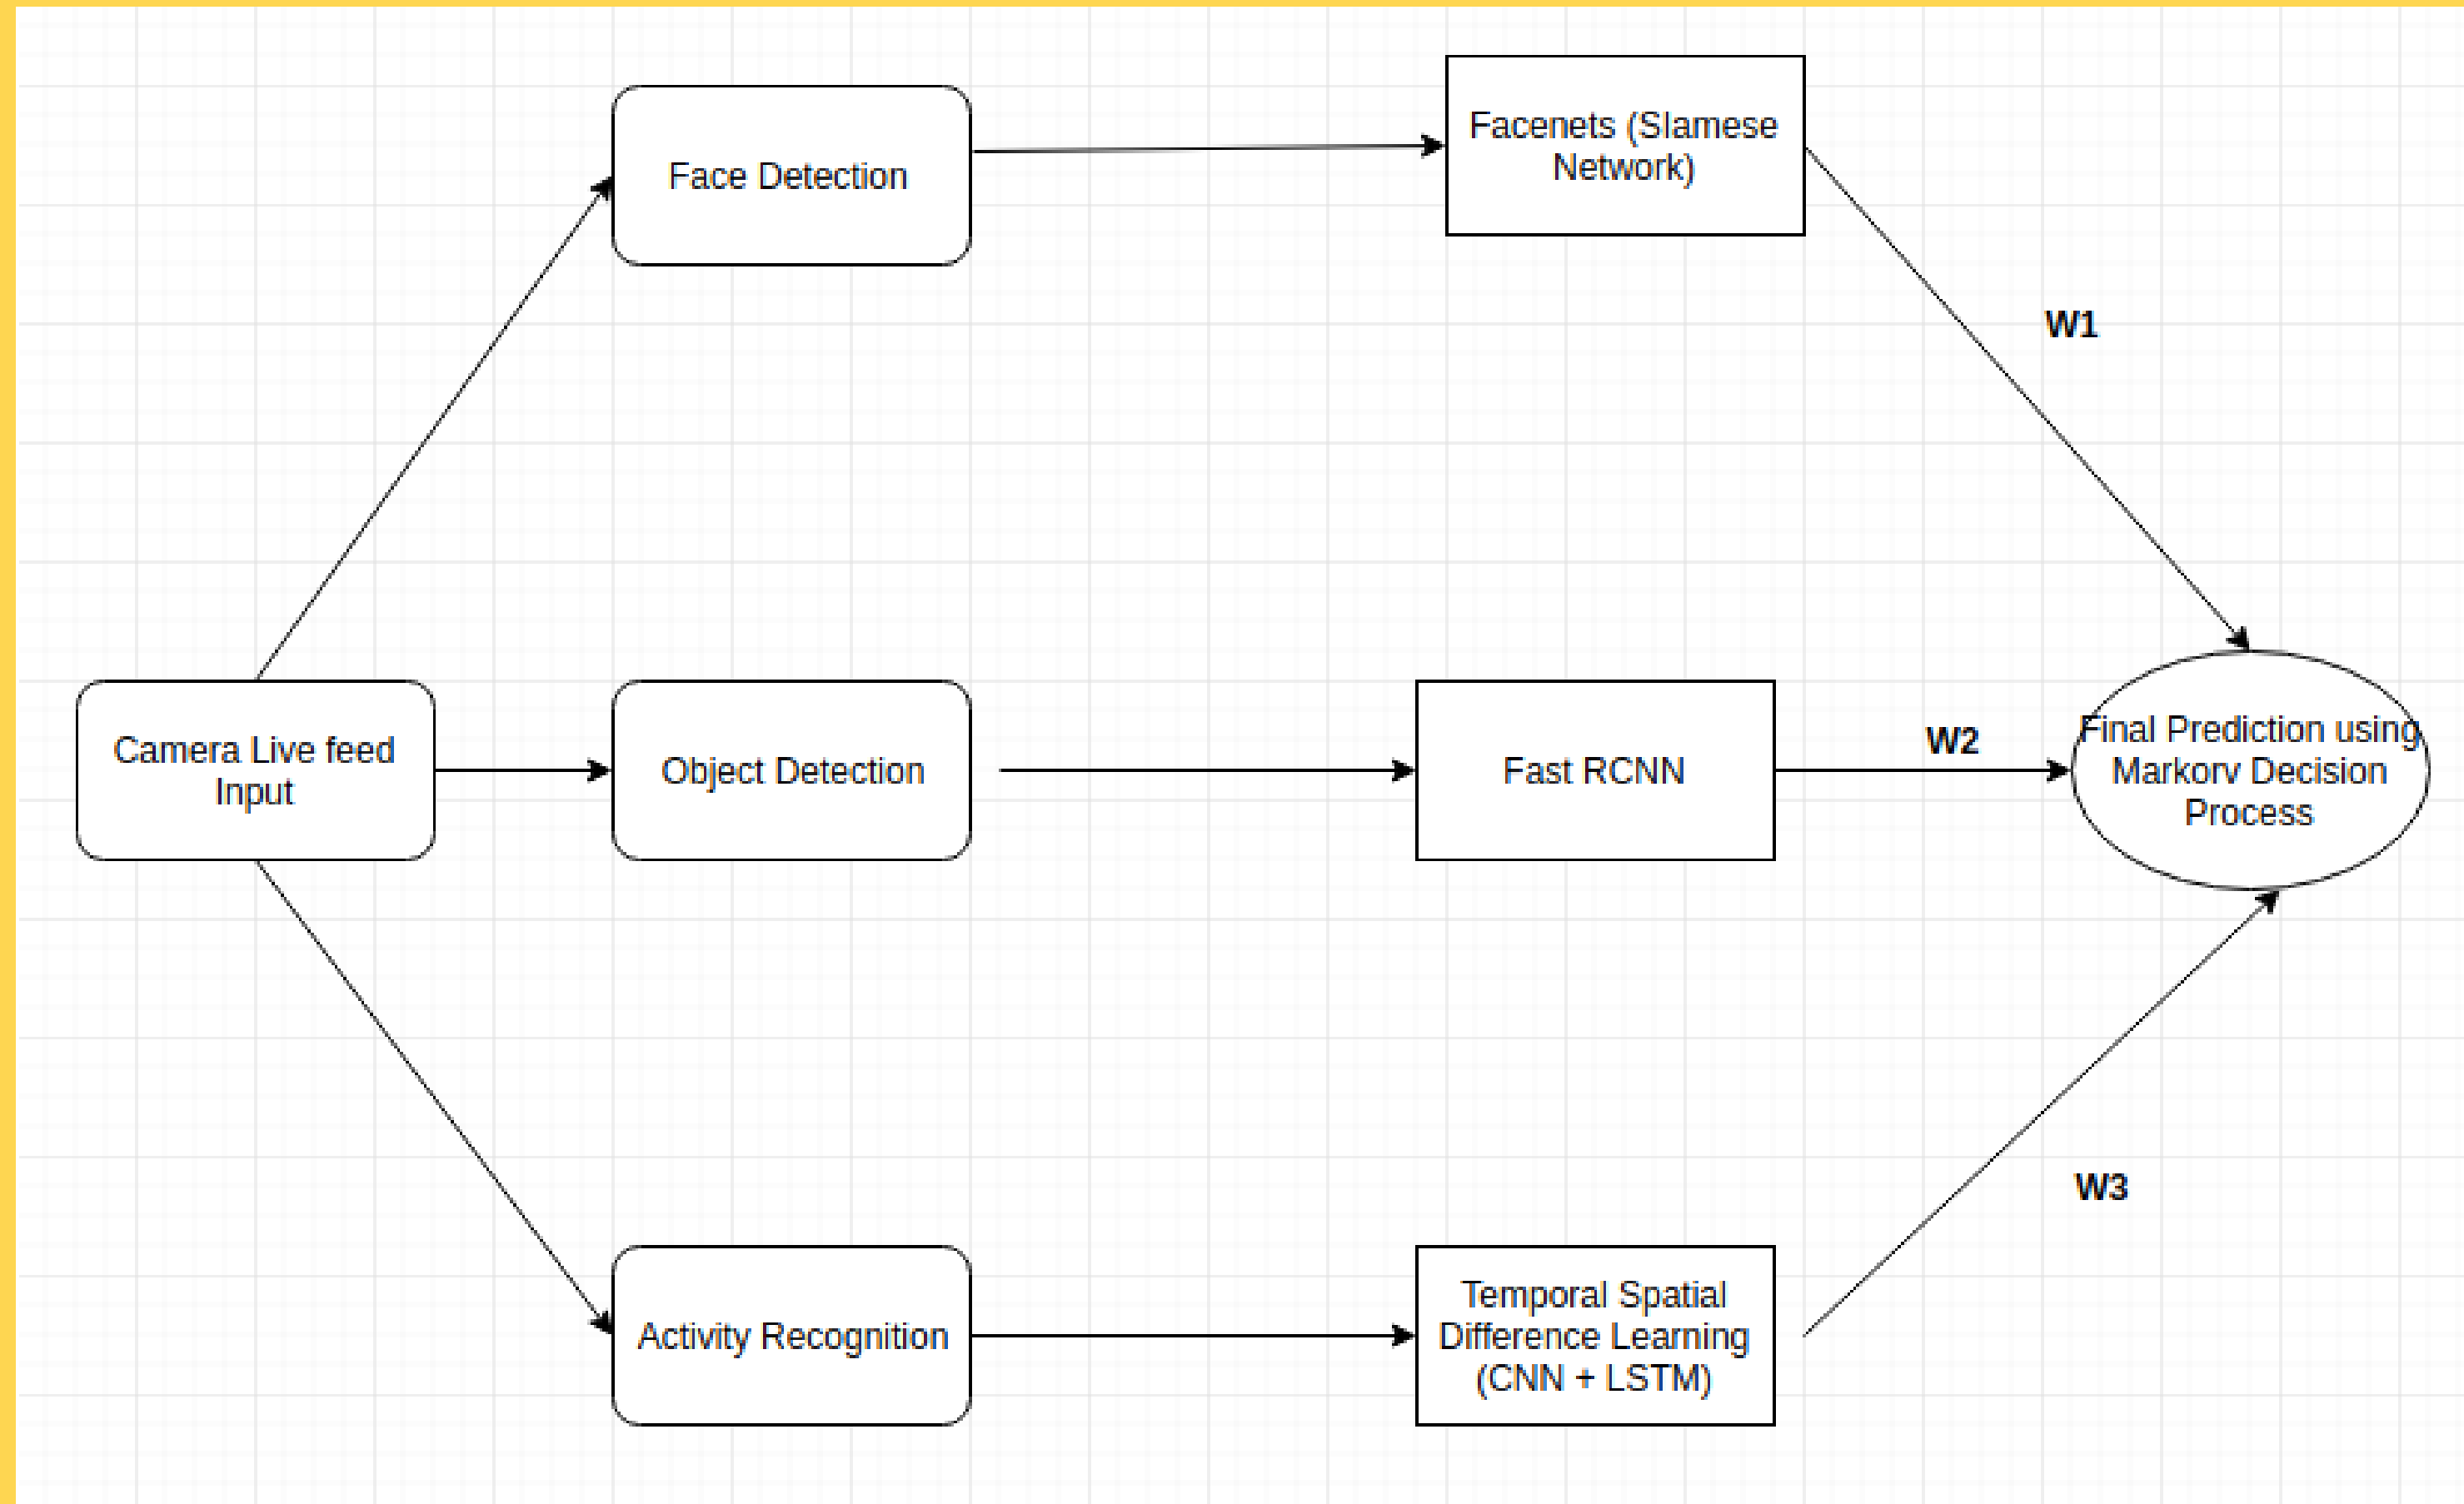 Facenets (Slamese
Network)
Face Detection
W1
Camera Live feed
Input
Object Detection
Fast RCNN
W2
Final Prediction using
Markorv Decision
Process
W3
Activity Recognition
Temporal Spatial
Difference Learning
(CNN + LSTM)